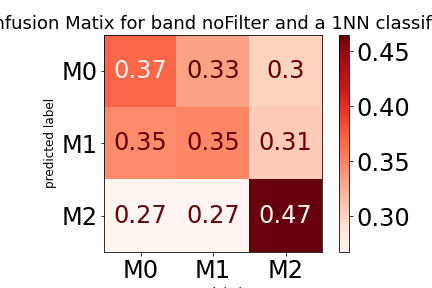 nfusion Matix for band noFilter and a 1NN classif
M0 0.37 0.33 0.3
M1 0.35 0.35 0.31
M2 0.27 0.27 0.47
M0 M1 M2
predicted label
0.45
0.40
0.35
0.30